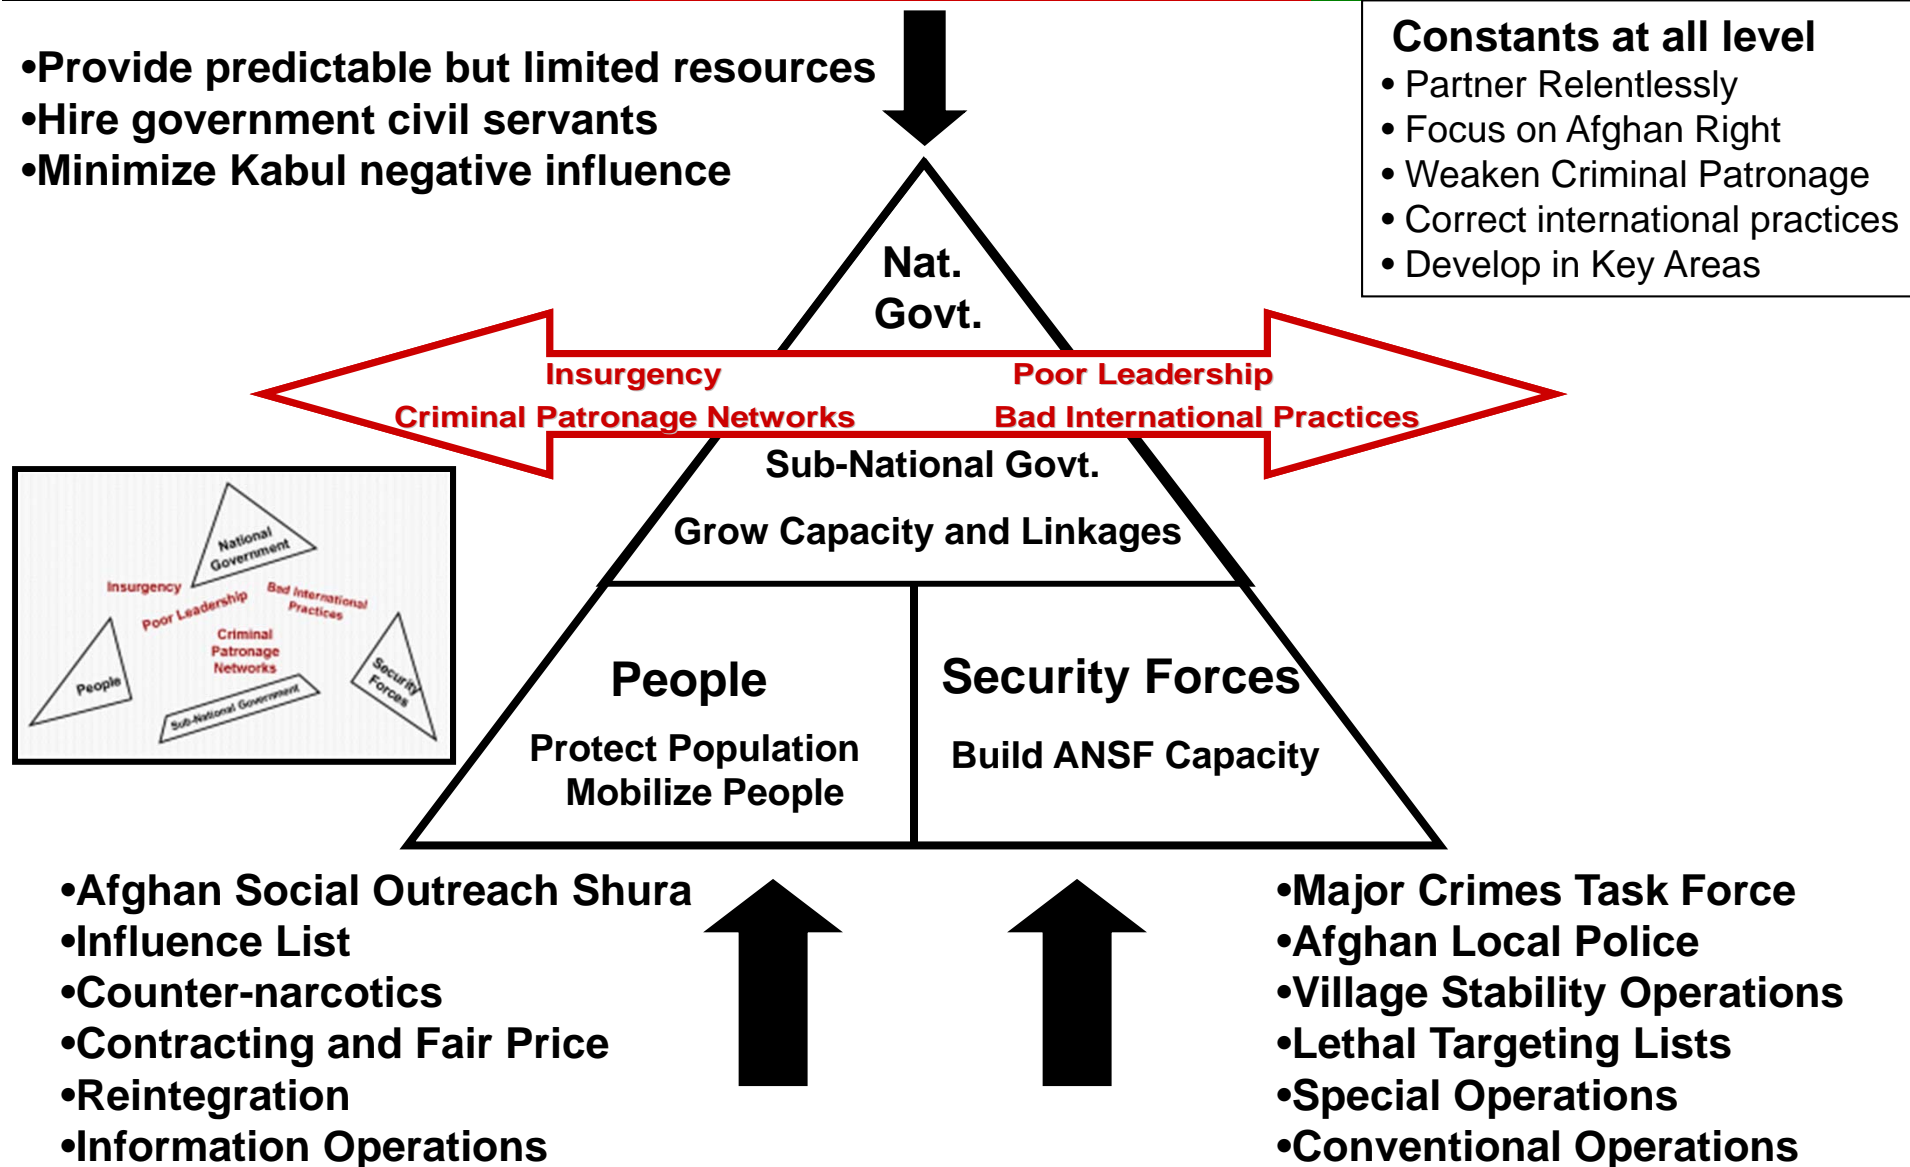 •Provide predictable but limited resources
•Hire government civil servants
•Minimize Kabul negative influence
Constants at all level
• Partner Relentlessly
• Focus on Afghan Right
• Weaken Criminal Patronage
• Correct international practices
• Develop in Key Areas
Nat.
Govt.
Insurgency
Poor Leadership
Criminal Patronage Networks
Bad International Practices
Sub-National Govt.
Grow Capacity and Linkages
National
Government
Insurgency
Poor Leadership
Bad International
Practices
Criminal
Patronage
Networks
People
Sub-National Government
Security
Forces
People
Protect Population
Mobilize People
Security Forces
Build ANSF Capacity
•Afghan Social Outreach Shura
•Influence List
•Counter-narcotics
•Contracting and Fair Price
•Reintegration
•Information Operations
•Major Crimes Task Force
•Afghan Local Police
•Village Stability Operations
•Lethal Targeting Lists
•Special Operations
•Conventional Operations